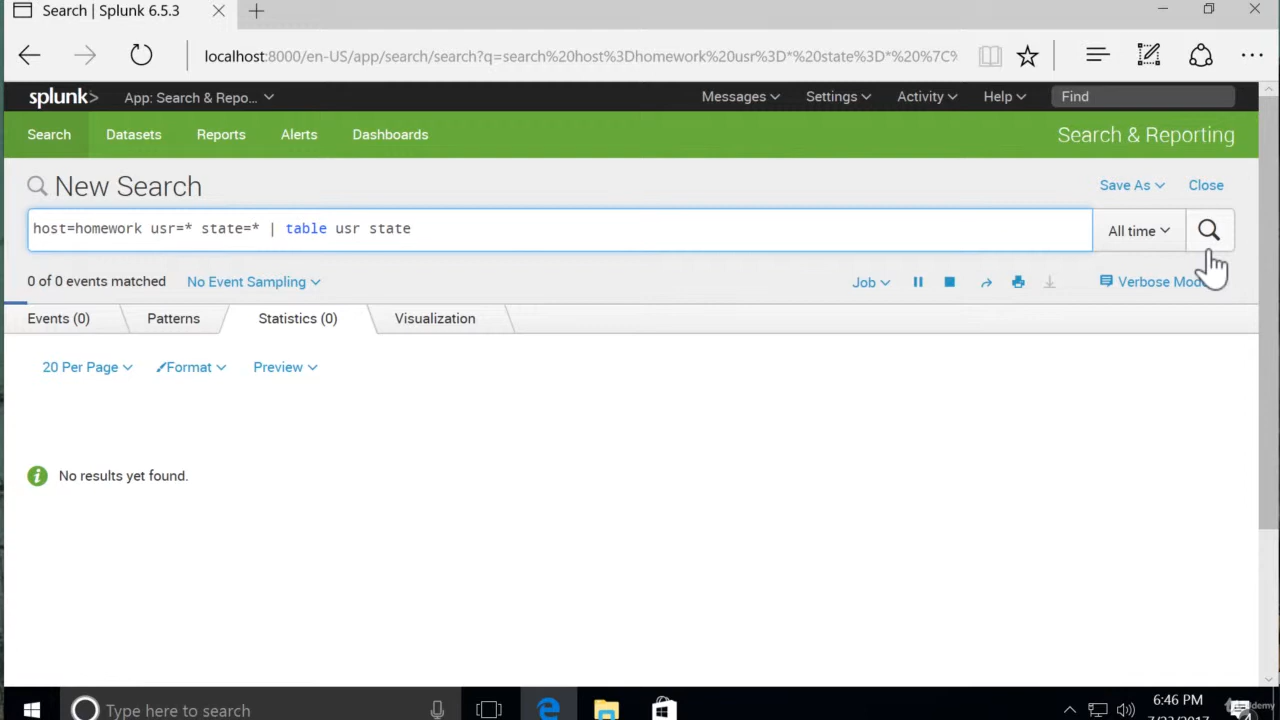 Search | Splunk 6.5.3
localhost:8000/en-US/app/search/search?q=search%20host%3Dhomework%20usr%3D*%20state%3D*%20%7C%
splunk> App: Search & Repo... Messages Settings Activity Help Find
Search Datasets Reports Alerts Dashboards Search & Reporting
New Search Save As Close
host=homework usr=* state=* | table usr state All time
0 of 0 events matched No Event Sampling Job Verbose Mode
Events (0) Patterns Statistics (0) Visualization
20 Per Page Format Preview
No results yet found.
6:46 PM
Type here to search